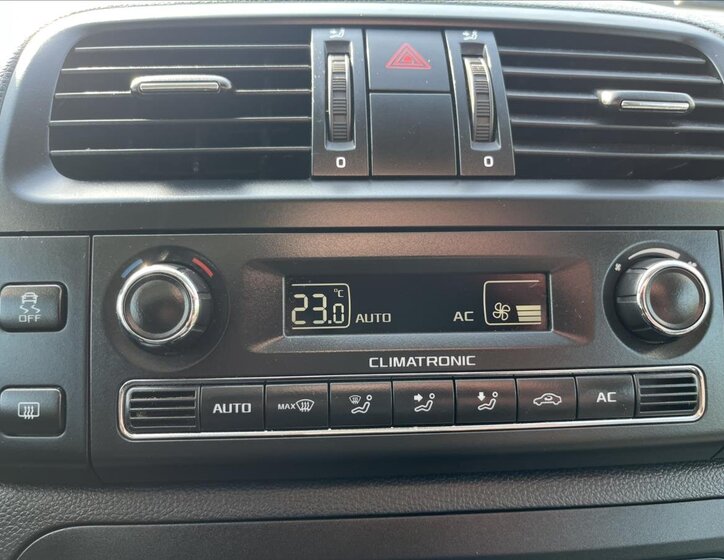 0
0
23.0 °C AUTO AC
CLIMATRONIC
OFF
AUTO MAX AC